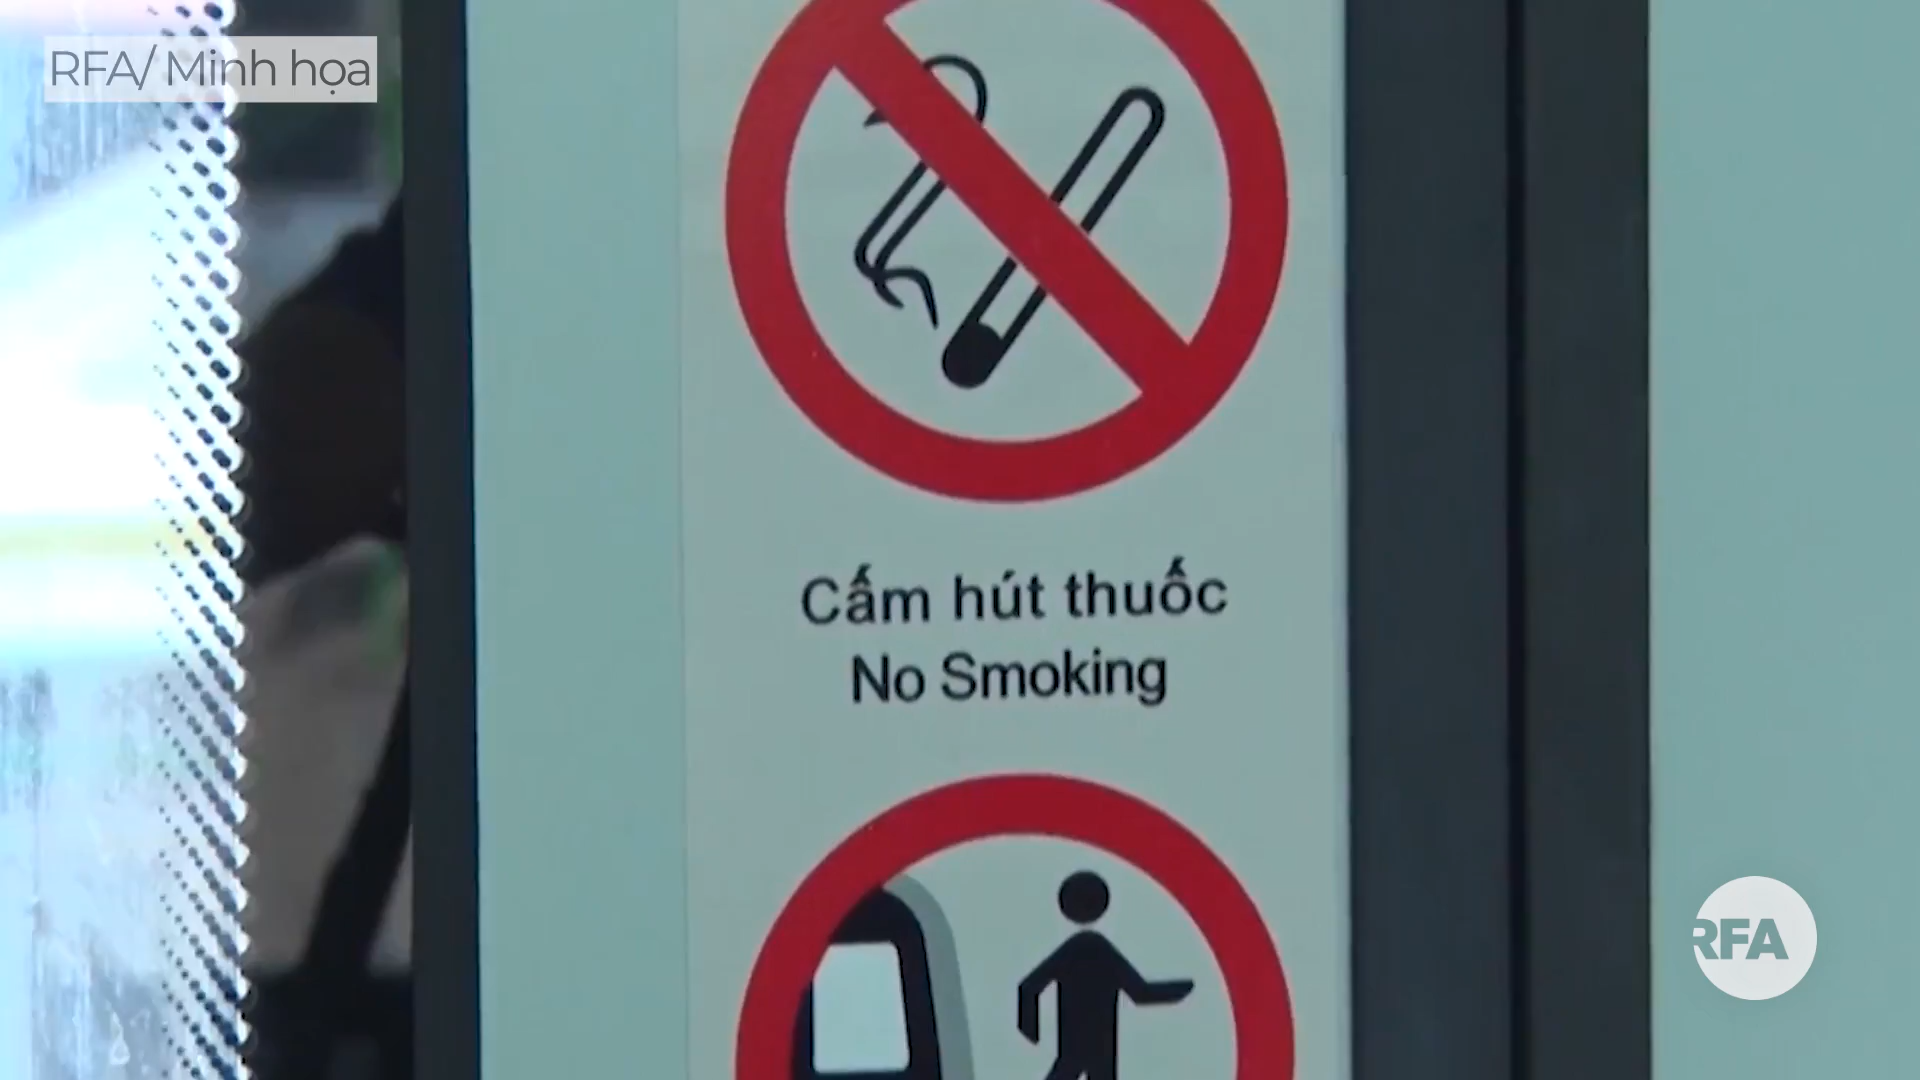 RFA/ Minh họa
Cấm hút thuốc
No Smoking
RFA